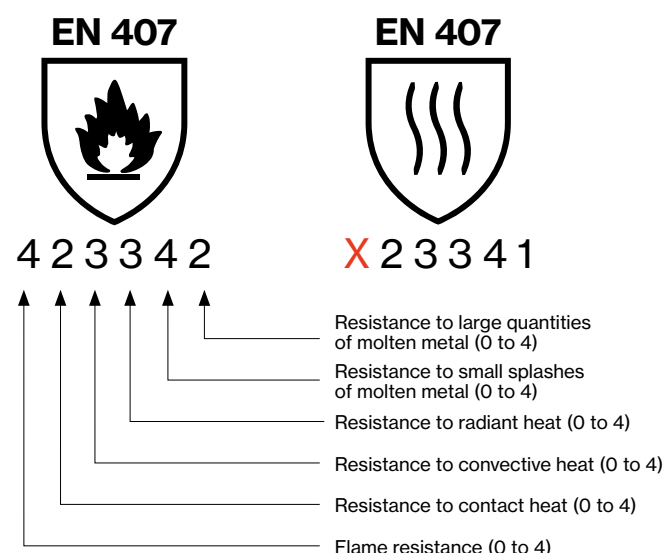 EN 407
EN 407
4 2 3 3 4 2
X 2 3 3 4 1
Resistance to large quantities
of molten metal (0 to 4)
Resistance to small splashes
of molten metal (0 to 4)
Resistance to radiant heat (0 to 4)
Resistance to convective heat (0 to 4)
Resistance to contact heat (0 to 4)
Flame resistance (0 to 4)